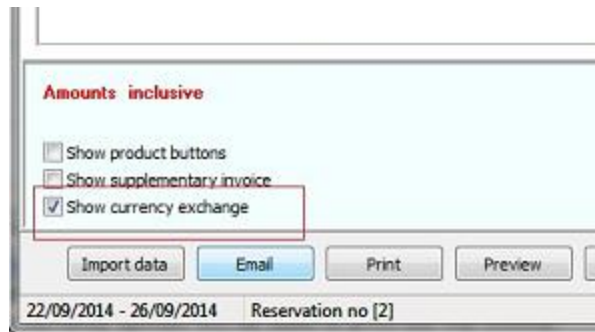 Amounts inclusive
Show product buttons
Show supplementary invoice
Show currency exchange
Import data Email Print Preview
22/09/2014 - 26/09/2014 Reservation no [2]